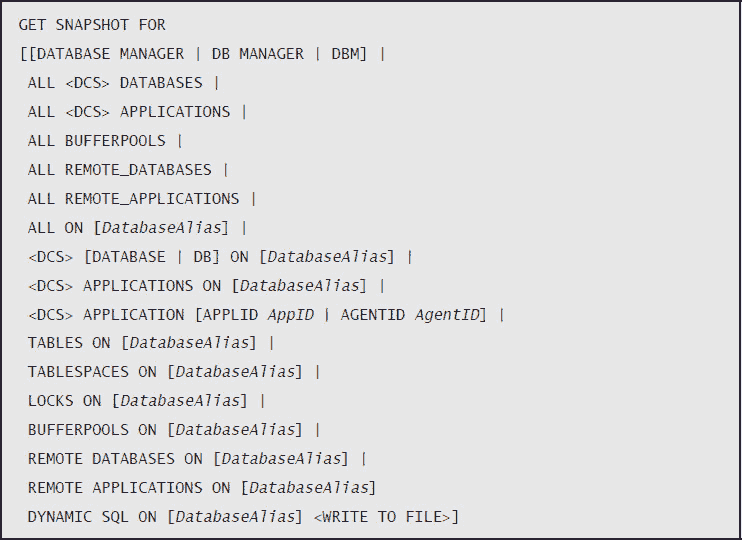 GET SNAPSHOT FOR
[[DATABASE MANAGER | DB MANAGER | DBM] |
ALL <DCS> DATABASES |
ALL <DCS> APPLICATIONS |
ALL BUFFERPOOLS |
ALL REMOTE_DATABASES |
ALL REMOTE_APPLICATIONS |
ALL ON [DatabaseAlias] |
<DCS> [DATABASE | DB] ON [DatabaseAlias] |
<DCS> APPLICATIONS ON [DatabaseAlias] |
<DCS> APPLICATION [APPLID AppID | AGENTID AgentID] |
TABLES ON [DatabaseAlias] |
TABLESPACES ON [DatabaseAlias] |
LOCKS ON [DatabaseAlias] |
BUFFERPOOLS ON [DatabaseAlias] |
REMOTE DATABASES ON [DatabaseAlias] |
REMOTE APPLICATIONS ON [DatabaseAlias]
DYNAMIC SQL ON [DatabaseAlias] <WRITE TO FILE>]